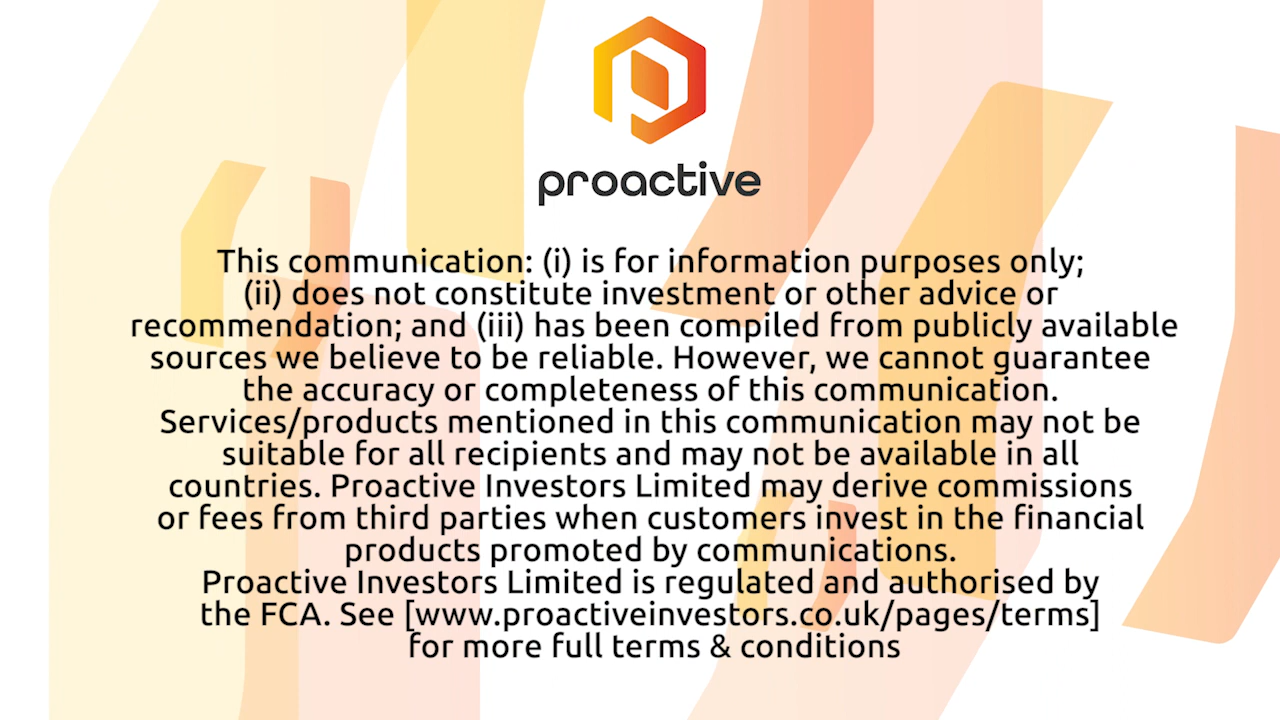 proactive
This communication: (i) is for information purposes only;
(ii) does not constitute investment or other advice or
recommendation; and (iii) has been compiled from publicly available
sources we believe to be reliable. However, we cannot guarantee
the accuracy or completeness of this communication.
Services/products mentioned in this communication may not be
suitable for all recipients and may not be available in all
countries. Proactive Investors Limited may derive commissions
or fees from third parties when customers invest in the financial
products promoted by communications.
Proactive Investors Limited is regulated and authorised by
the FCA. See [www.proactiveinvestors.co.uk/pages/terms]
for more full terms & conditions